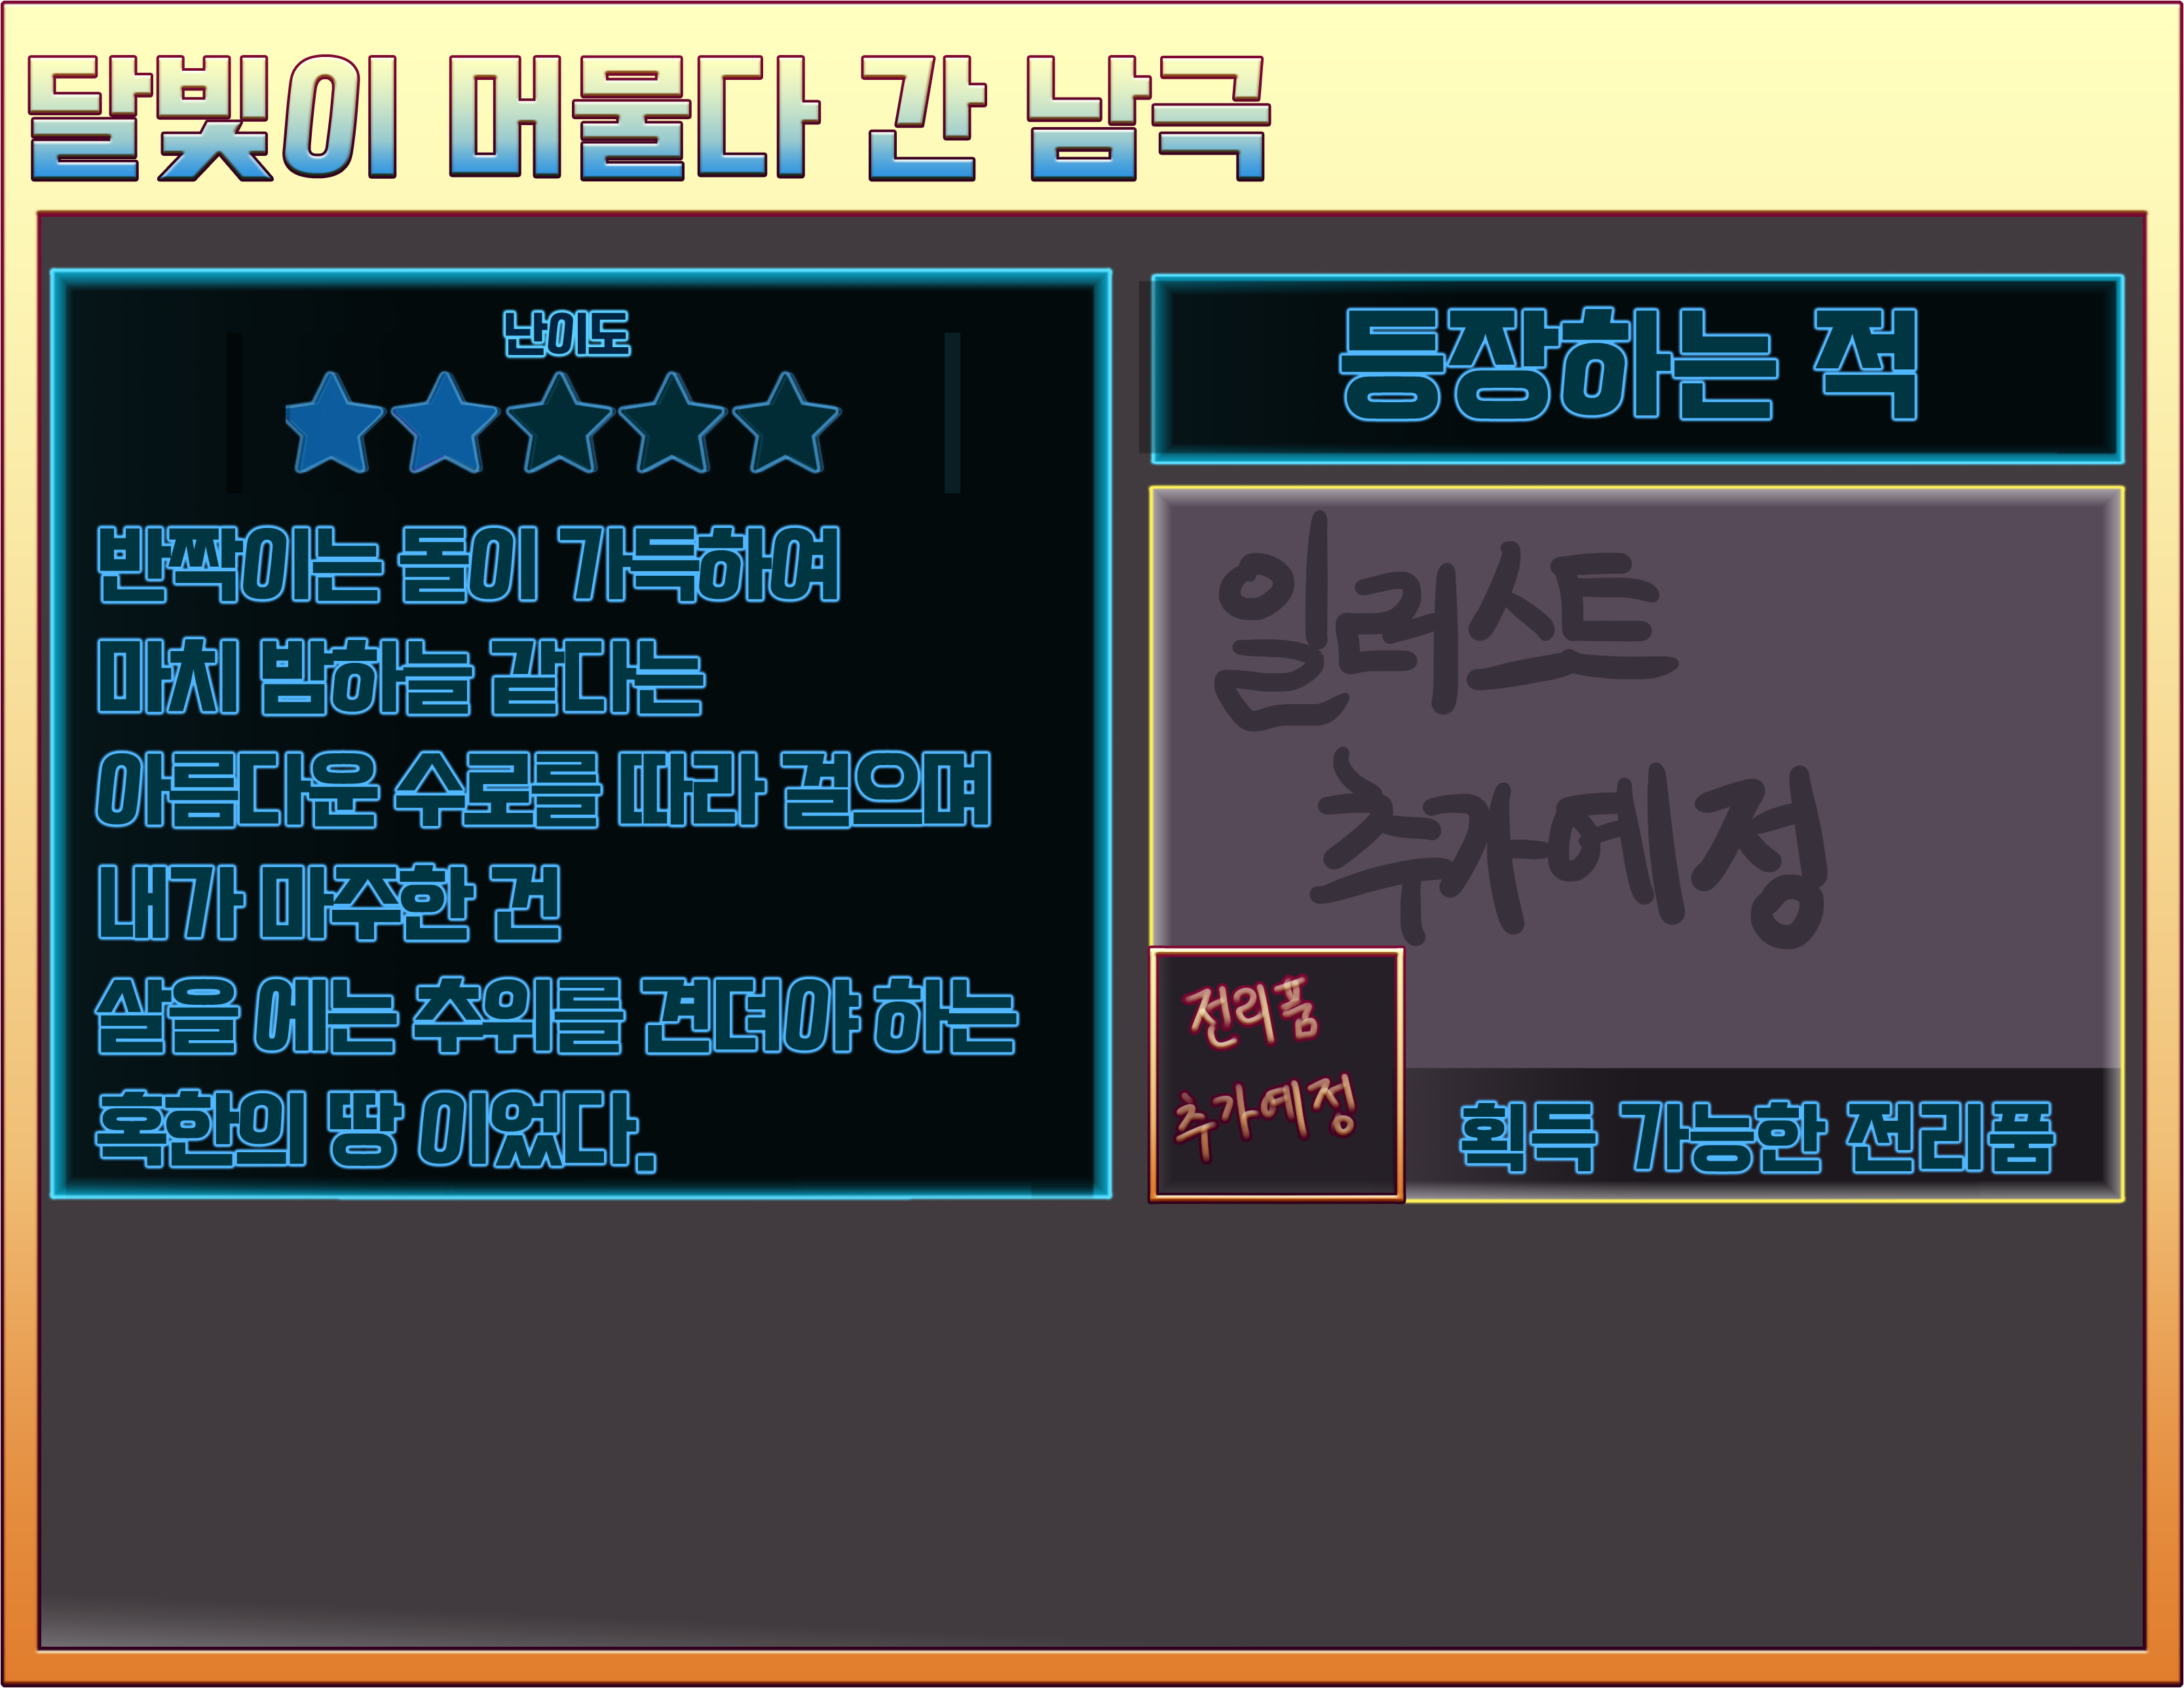 달빛이 머물다 간 남극
난이도
반짝이는 돌이 가득하여
마치 밤하늘 같다는
아름다운 수로를 따라 걸으며
내가 마주한 건
살을 에는 추위를 견뎌야 하는
혹한의 땅 이었다.
등장하는 적
일러스트
추가예정
전리품
추가예정
획득 가능한 전리품